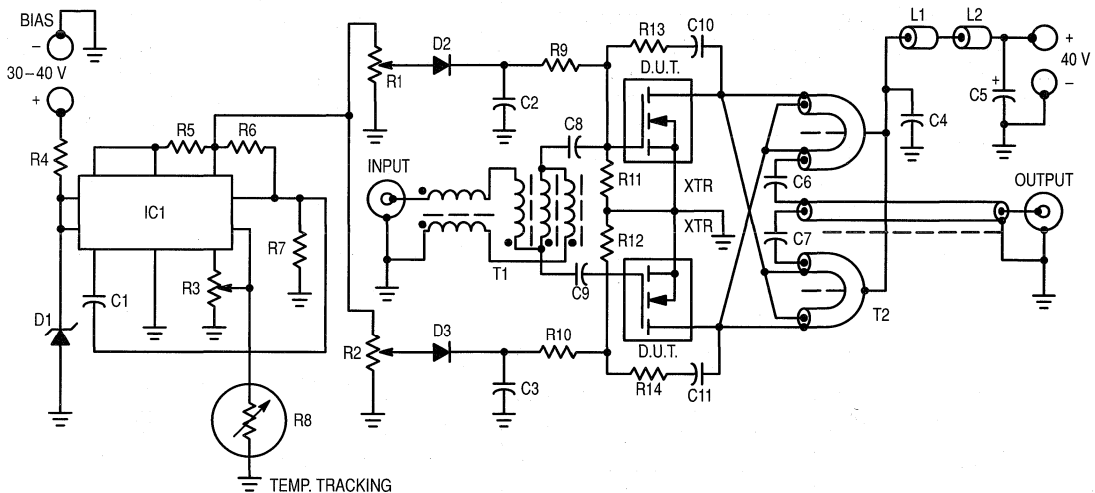 BIAS
−
30–40 V
+
R4
D1
R5
R6
IC1
C1
R3
R7
R8
TEMP. TRACKING
R1
D2
C2
R9
INPUT
C8
T1
C9
R2
D3
C3
R10
R13
C10
D.U.T.
R11
XTR
XTR
R12
D.U.T.
R14
C11
L1
L2
+
40 V
−
+
C5
C4
C6
C7
OUTPUT
T2